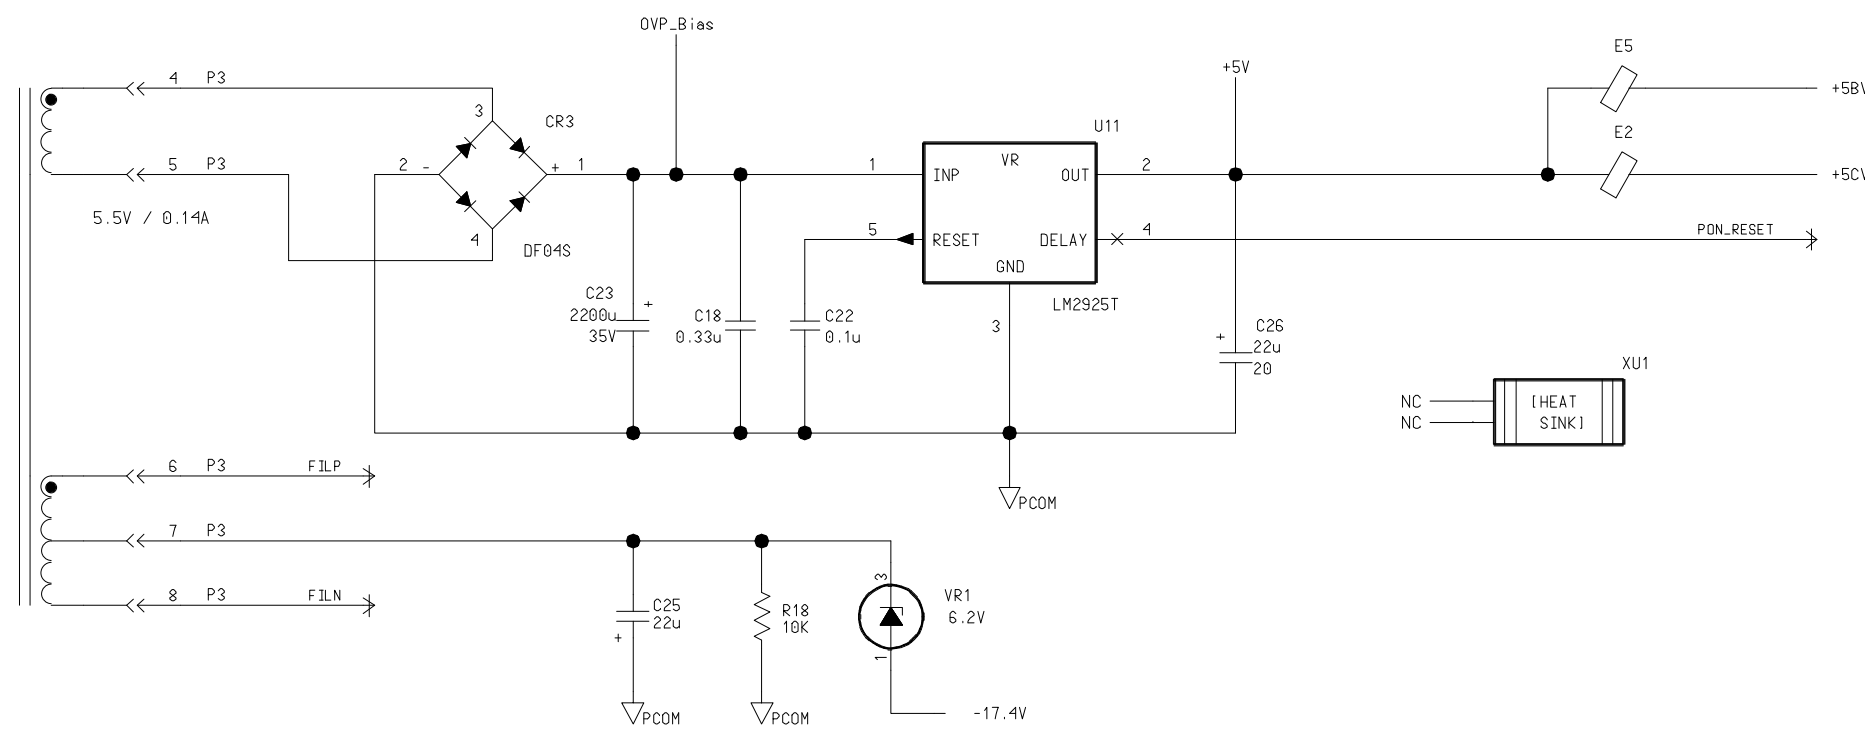 OVP_Bias
E5
4 P3
+5V
+5BV
3
CR3
U11
E2
5 P3
2 - + 1
1
INP
VR
OUT
2
+5CV
5.5V / 0.14A
4
DF04S
5
RESET
DELAY
4
PON_RESET
GND
LM2925T
C23
2200u
35V
+
C18
0.33u
C22
0.1u
3
+
C26
22u
20
XU1
NC
NC
[HEAT
SINK]
6 P3 FILP
PCOM
7 P3
8 P3 FILN
C25
22u
+
R18
10K
3
VR1
6.2V
1
PCOM
PCOM
-17.4V